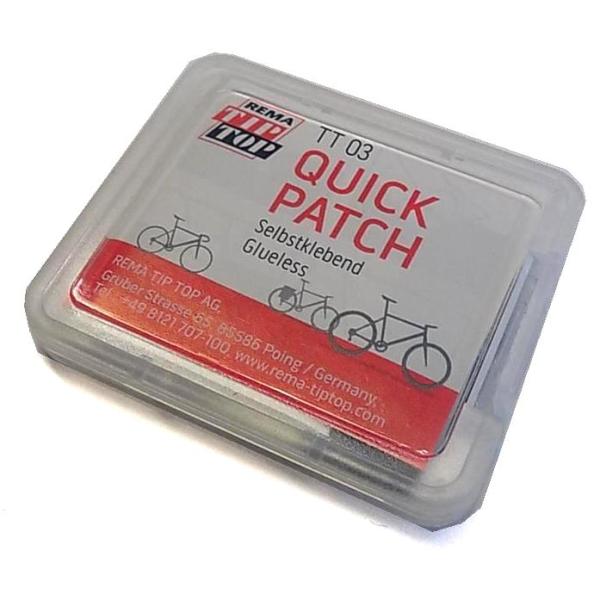 REMA
TIP
TOP
TT 03
QUICK
PATCH
Selbstklebend
Glueless
REMA TIP TOP AG.
Gruber Strasse 65, 85586 Poing / Germany,
Tel.: +49 8121 707-100, www.rema-tiptop.com